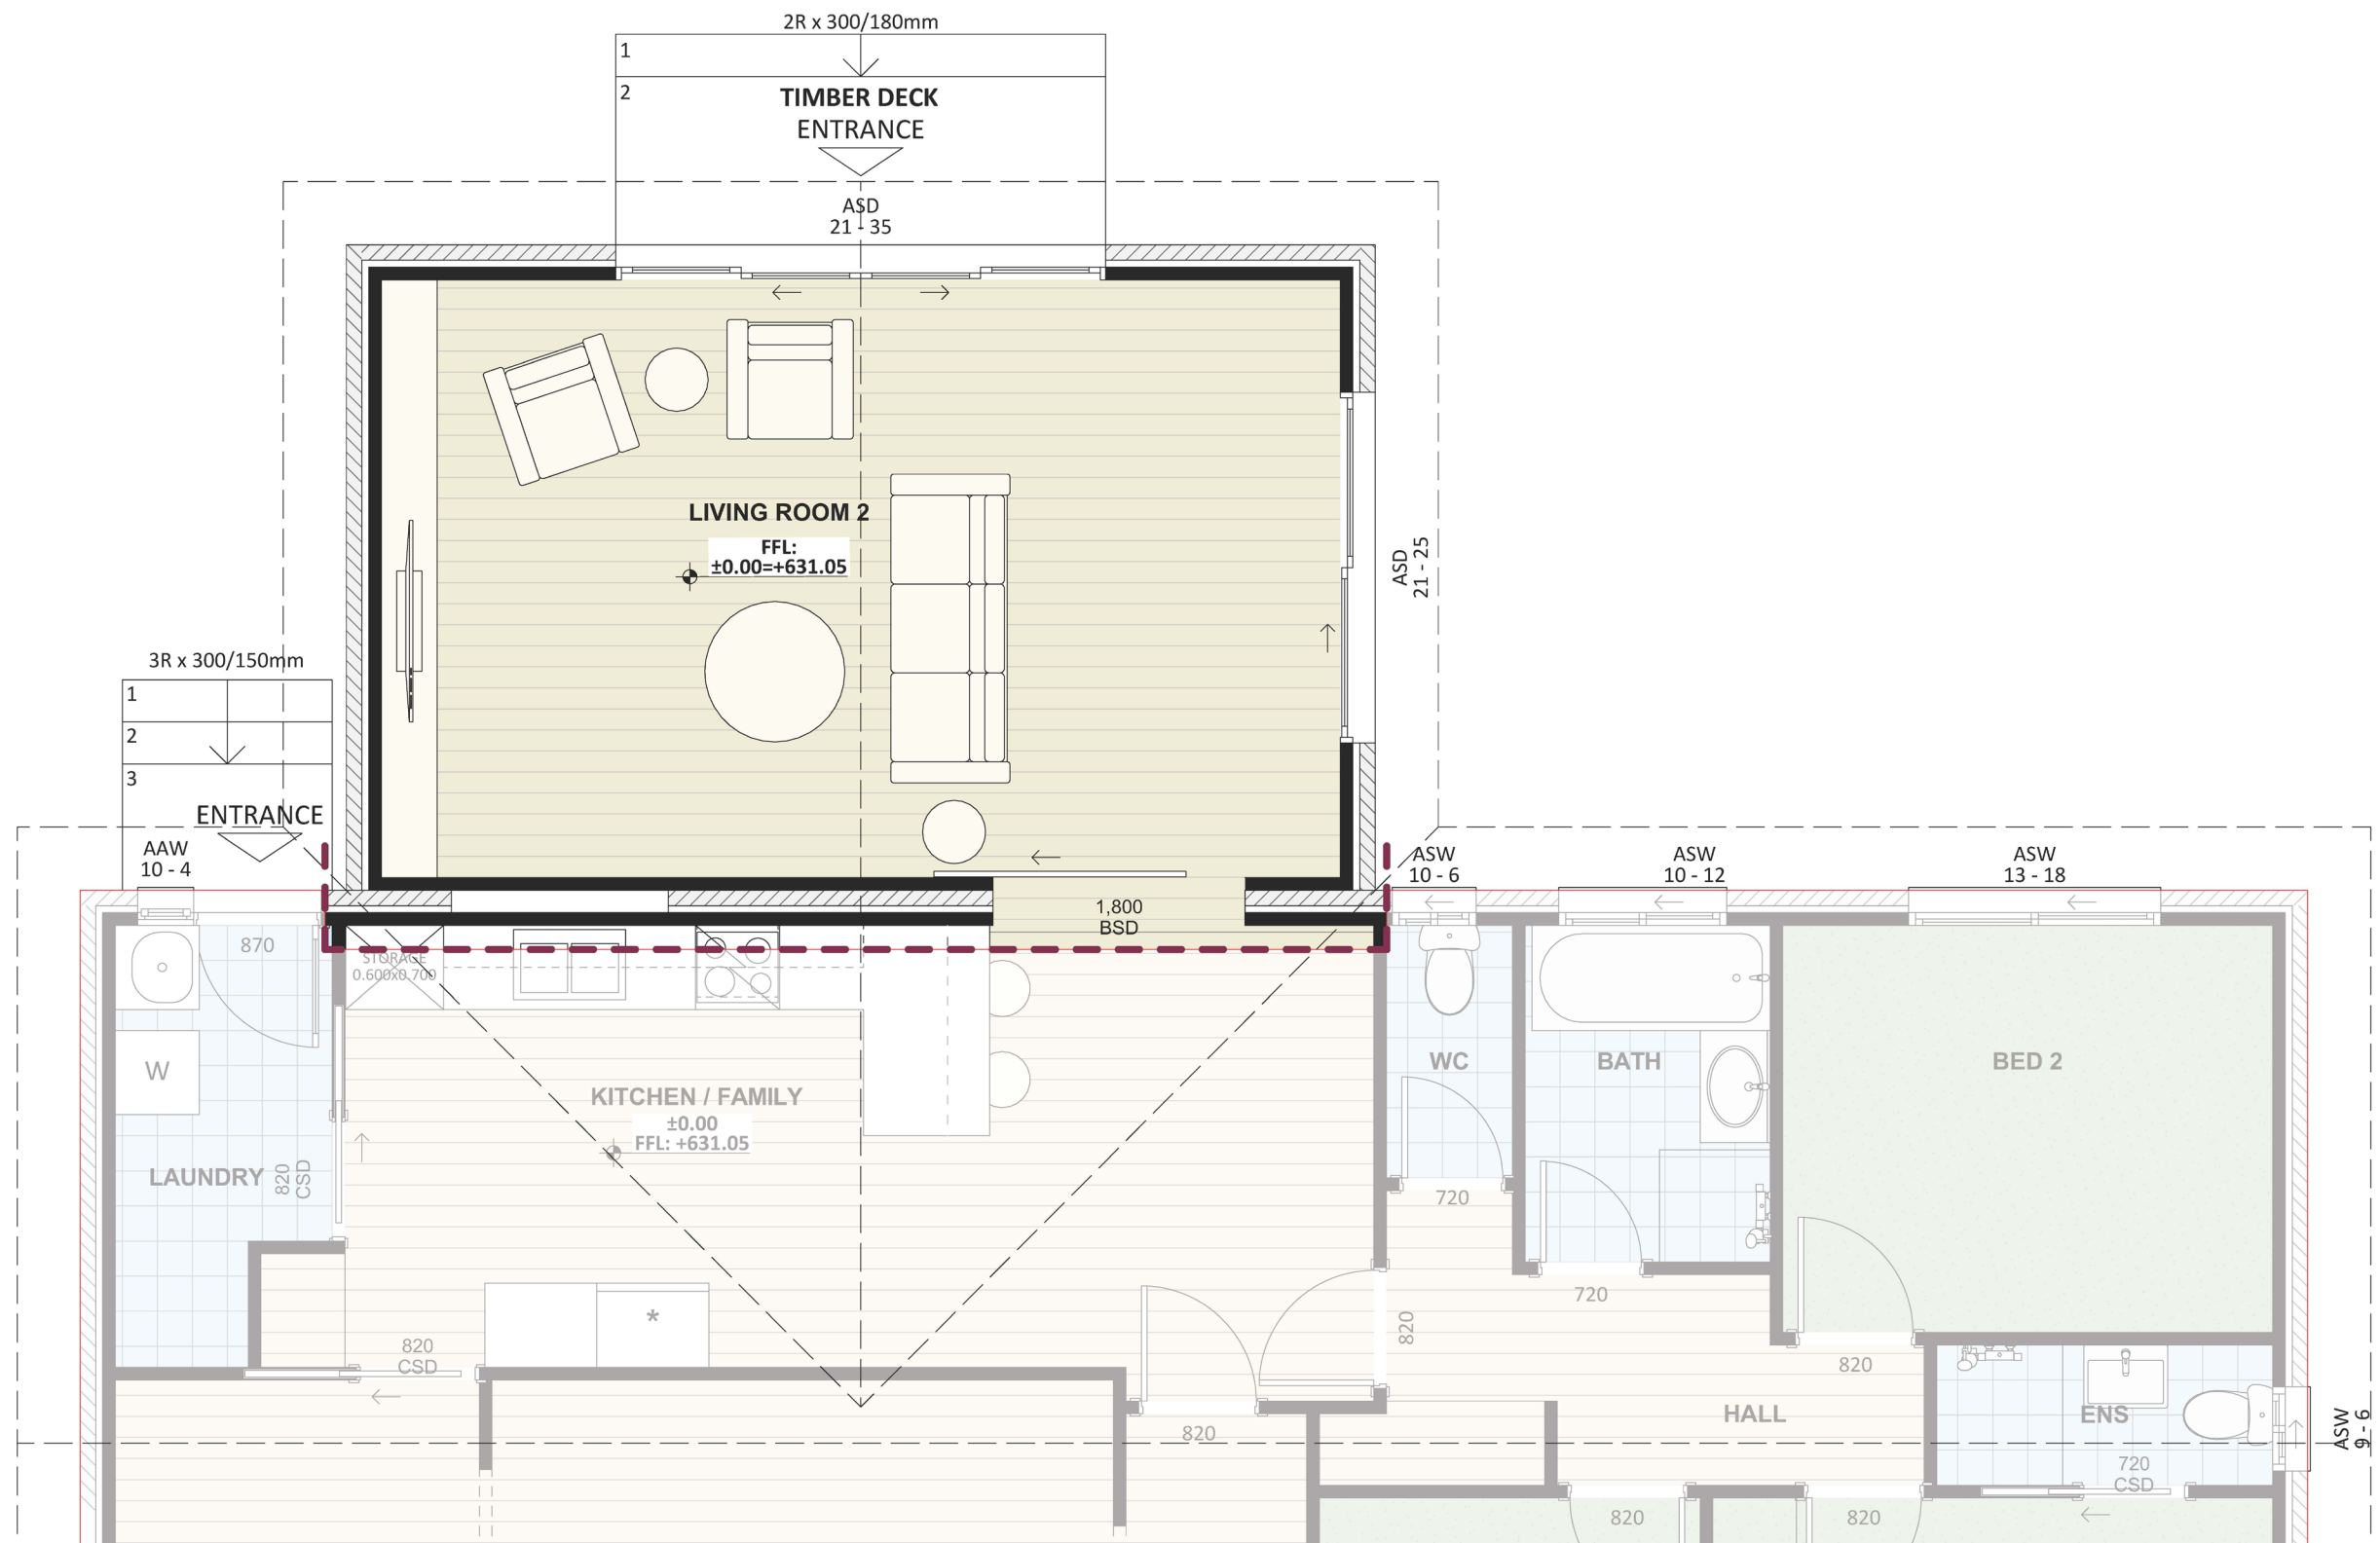 2R x 300/180mm
1
2
TIMBER DECK
ENTRANCE
ASD
21 - 35
LIVING ROOM 2
FFL:
±0.00=+631.05
ASD
21 - 25
3R x 300/150mm
1
2
3
ENTRANCE
AAW
10 - 4
ASW
10 - 6
ASW
10 - 12
ASW
13 - 18
1,800
BSD
870
STORAGE
0.600x0.700
W
LAUNDRY
820
CSD
KITCHEN / FAMILY
±0.00
FFL: +631.05
WC
BATH
BED 2
720
720
820
*
820
CSD
820
820
HALL
ENS
720
CSD
ASW
9 - 6
820
820